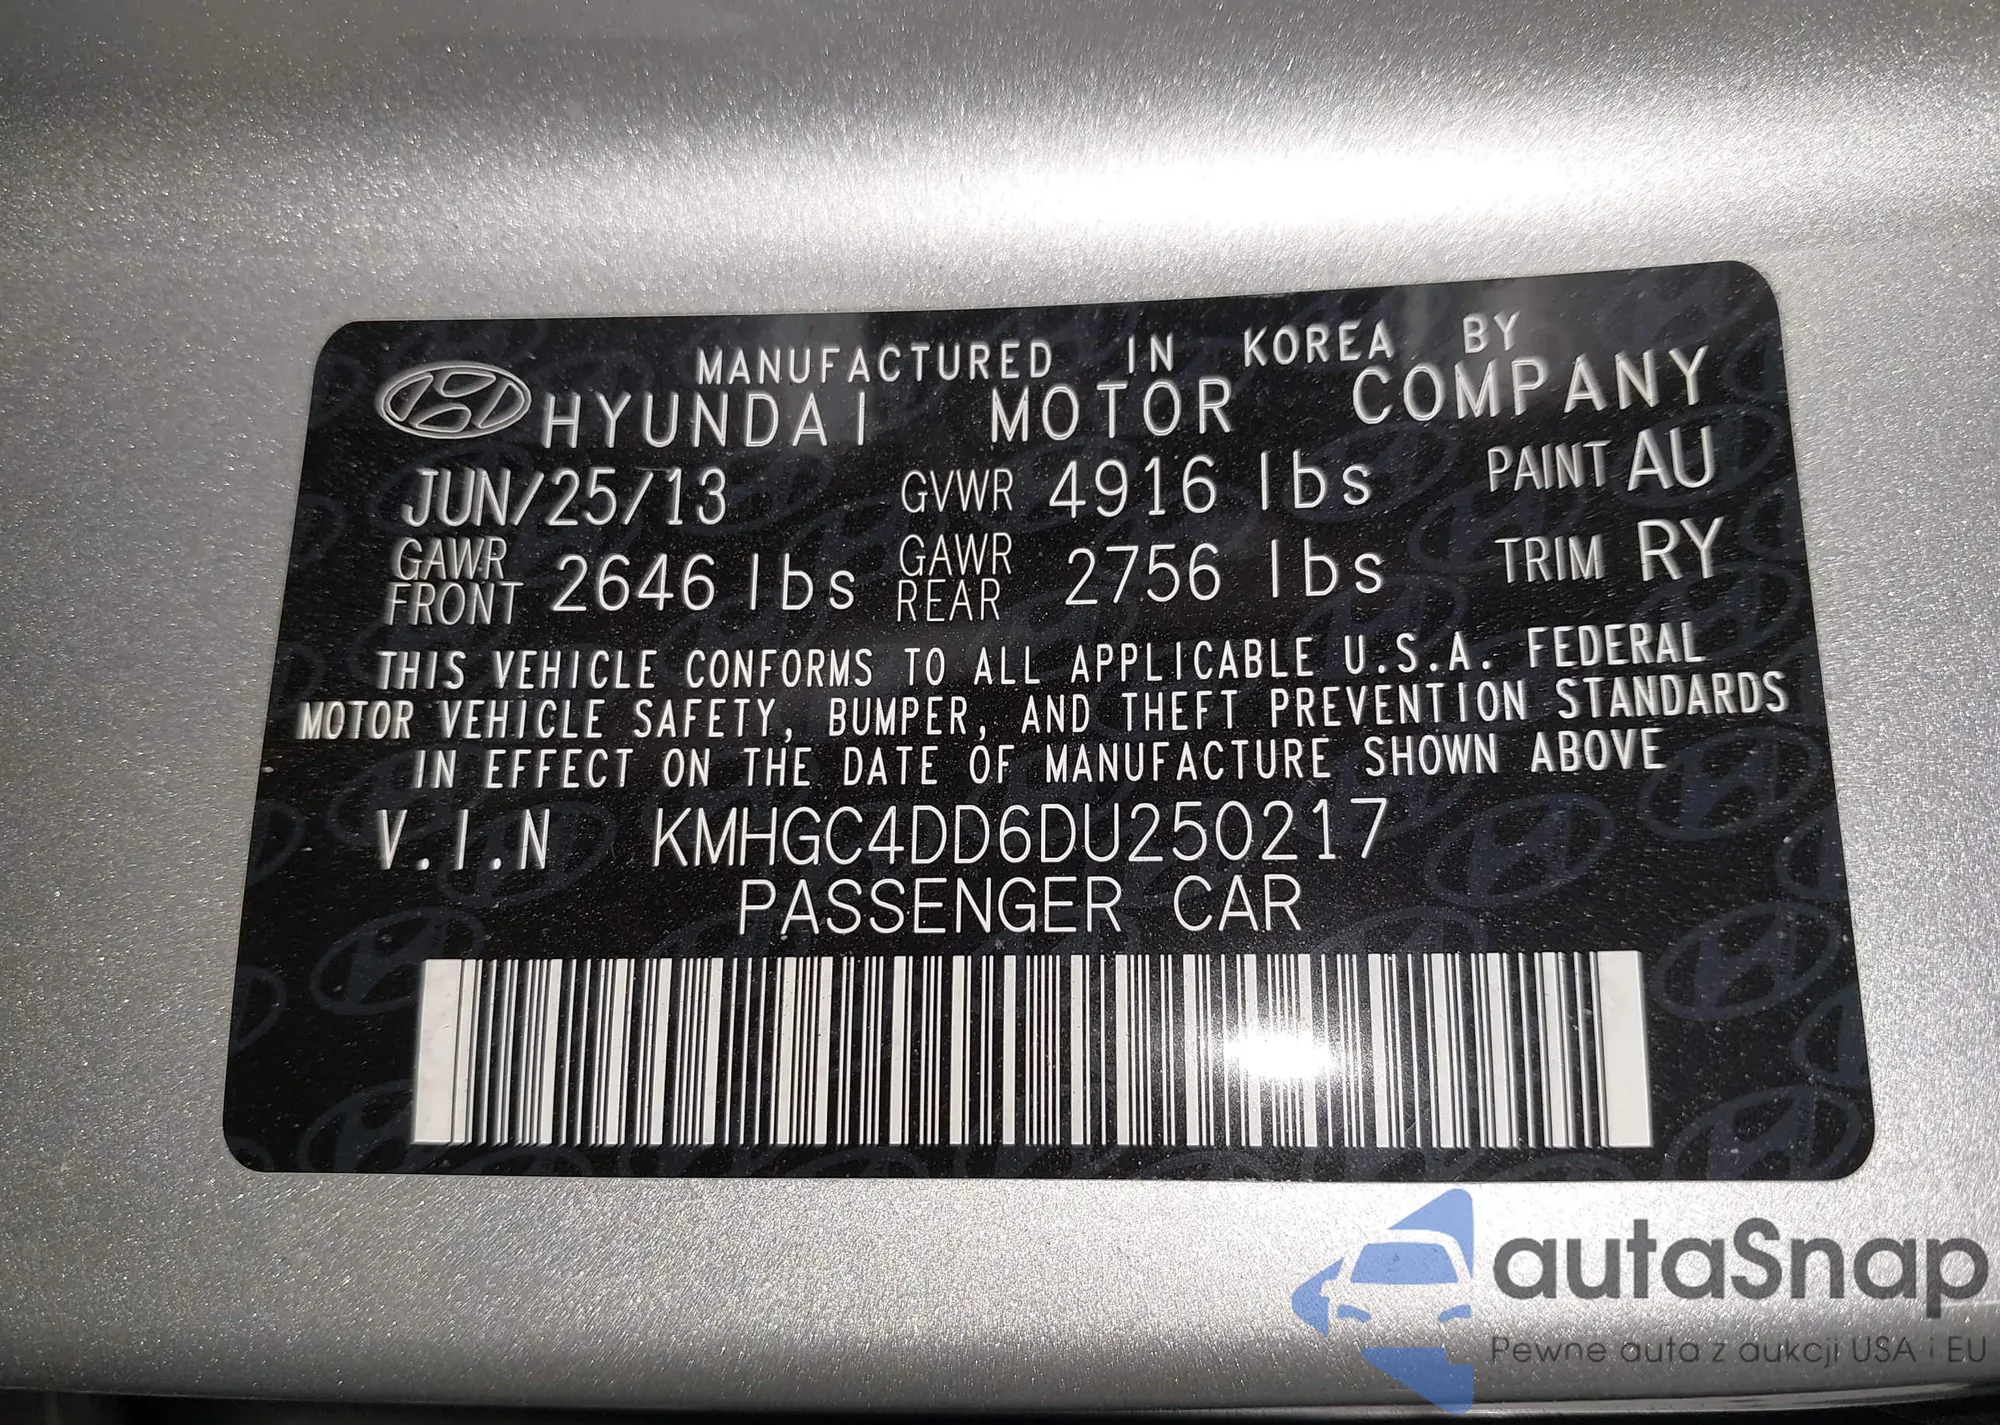 MANUFACTURED IN KOREA BY
HYUNDAI MOTOR COMPANY
JUN/25/13 GVWR 4916 lbs PAINT AU
GAWR FRONT 2646 lbs GAWR REAR 2756 lbs TRIM RY
THIS VEHICLE CONFORMS TO ALL APPLICABLE U.S.A. FEDERAL
MOTOR VEHICLE SAFETY, BUMPER, AND THEFT PREVENTION STANDARDS
IN EFFECT ON THE DATE OF MANUFACTURE SHOWN ABOVE
V.I.N KMHGC4DD6DU250217
PASSENGER CAR
autaSnap
Pewne auta z aukcji USA i EU